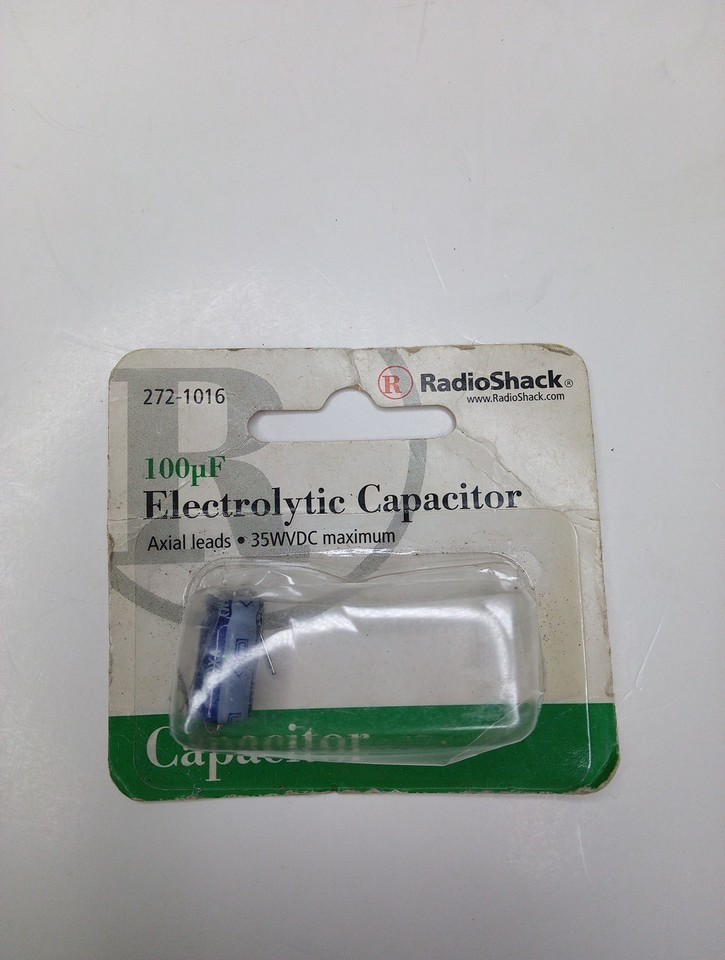 272-1016
R RadioShack®
www.RadioShack.com
100µF
Electrolytic Capacitor
Axial leads • 35WVDC maximum
Capacitor